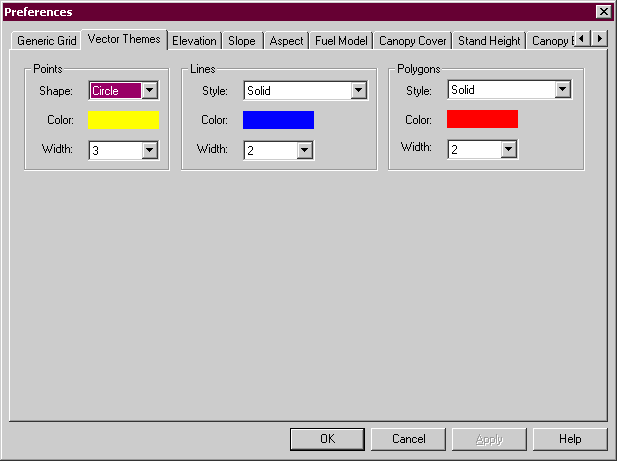 Preferences
Generic Grid Vector Themes Elevation Slope Aspect Fuel Model Canopy Cover Stand Height Canopy
Points Lines Polygons
Shape: Circle Style: Solid Style: Solid
Color: Color: Color:
Width: 3 Width: 2 Width: 2
OK Cancel Apply Help